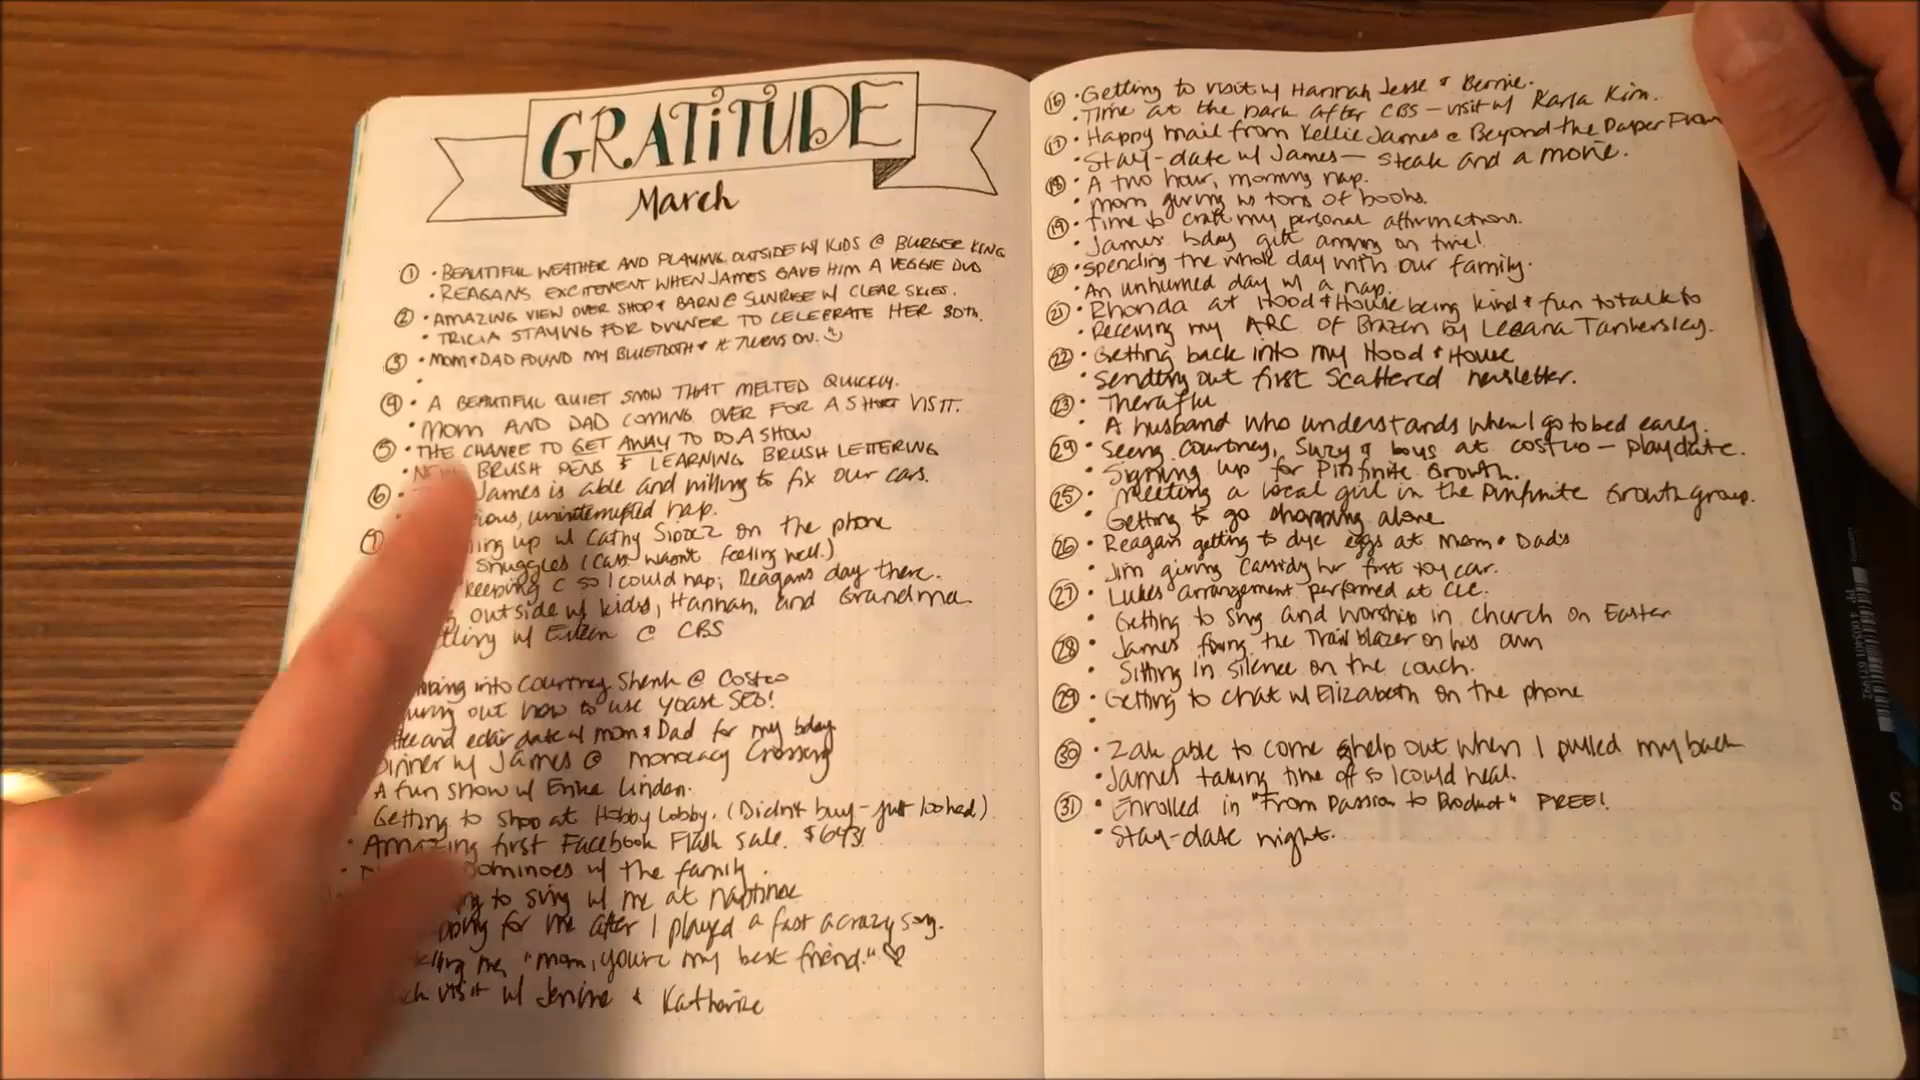 GRATiTUDE
March
① • BEAUTIFUL WEATHER AND PLAYING OUTSIDE W/ KIDS @ BURGER KING
• REAGANS EXCITEMENT WHEN JAMES GAVE HIM A VEGGIE DVD
② • AMAZING VIEW OVER SHOP & BARN @ SUNRISE W/ CLEAR SKIES.
• TRICIA STAYING FOR DINNER TO CELEBRATE HER 30th.
③ • MOM & DAD FOUND MY BLUETOOTH & IT TURNS ON. ☺
•
④ • A BEAUTIFUL QUIET SNOW THAT MELTED QUICKLY.
• MOM AND DAD COMING OVER FOR A SHORT VISIT.
⑤ • THE CHANCE TO GET AWAY TO DO A SHOW
• NEW BRUSH PENS & LEARNING BRUSH LETTERING
⑥ • James is able and willing to fix our cars.
uninterrupted nap.
⑦ up w/ Cathy on the phone
snuggles (Cass wasn't feeling well.)
keeping C so I could nap; Reagans day there.
outside w/ kids, Hannah, and Grandma
w/ Eileen @ CBS
into Courtney Shenk @ Costco
out how to use Yoast SEO!
and eclair date w/ mom & Dad for my bday
Dinner w/ James @ monocacy Crossing
A fun show w/ Erika Lindon.
Getting to shop at Hobby Lobby. (Didn't buy - just looked)
• Amazing first Facebook Flash sale. $643!
• dominoes w/ the family.
to sing w/ me at naptime
for me after I played a fast & crazy song.
me, "mom, you're my best friend." ♡
visit w/ Jenine & Katherine
⑯ • Getting to visit w/ Hannah Jesse & Bernie.
• Time at the park after CBS – visit w/ Karla Kim.
⑰ • Happy mail from Kellie James @ Beyond the Paper
• Stay-date w/ James – steak and a movie.
⑱ • A two hour, morning nap.
• mom giving us tons of books.
⑲ • time to craft my personal affirmations.
• James bday gift arriving on time!
⑳ • Spending the whole day with our family.
• An unhurried day w/ a nap.
㉑ • Rhonda at Hood & House being kind & fun to talk to
• Receiving my ARC of Brazen by Leeana Tankersley.
㉒ • Getting back into my Hood & House
• Sending out first Scattered newsletter.
㉓ • Theraflu
• A husband who understands when I go to bed early.
㉔ • Seeing Courtney, Suzy & boys at costco – playdate.
• Signing up for Pinfinite Growth.
㉕ • Meeting a local girl in the Pinfinite Growth group.
• Getting to go shopping alone
㉖ • Reagan getting to dye eggs at Mom & Dad's
• Jim giving Cassidy her first toy car.
㉗ • Lukes arrangement performed at CLC.
• Getting to sing and worship in church on Easter
㉘ • James fixing the Trail blazer on his own
• Sitting in silence on the couch.
㉙ • Getting to chat w/ Elizabeth on the phone
•
㉚ • Zak able to come & help out when I pulled my back
• James taking time off so I could heal.
㉛ • Enrolled in "From Passion to Product" FREE!
• Stay-date night.